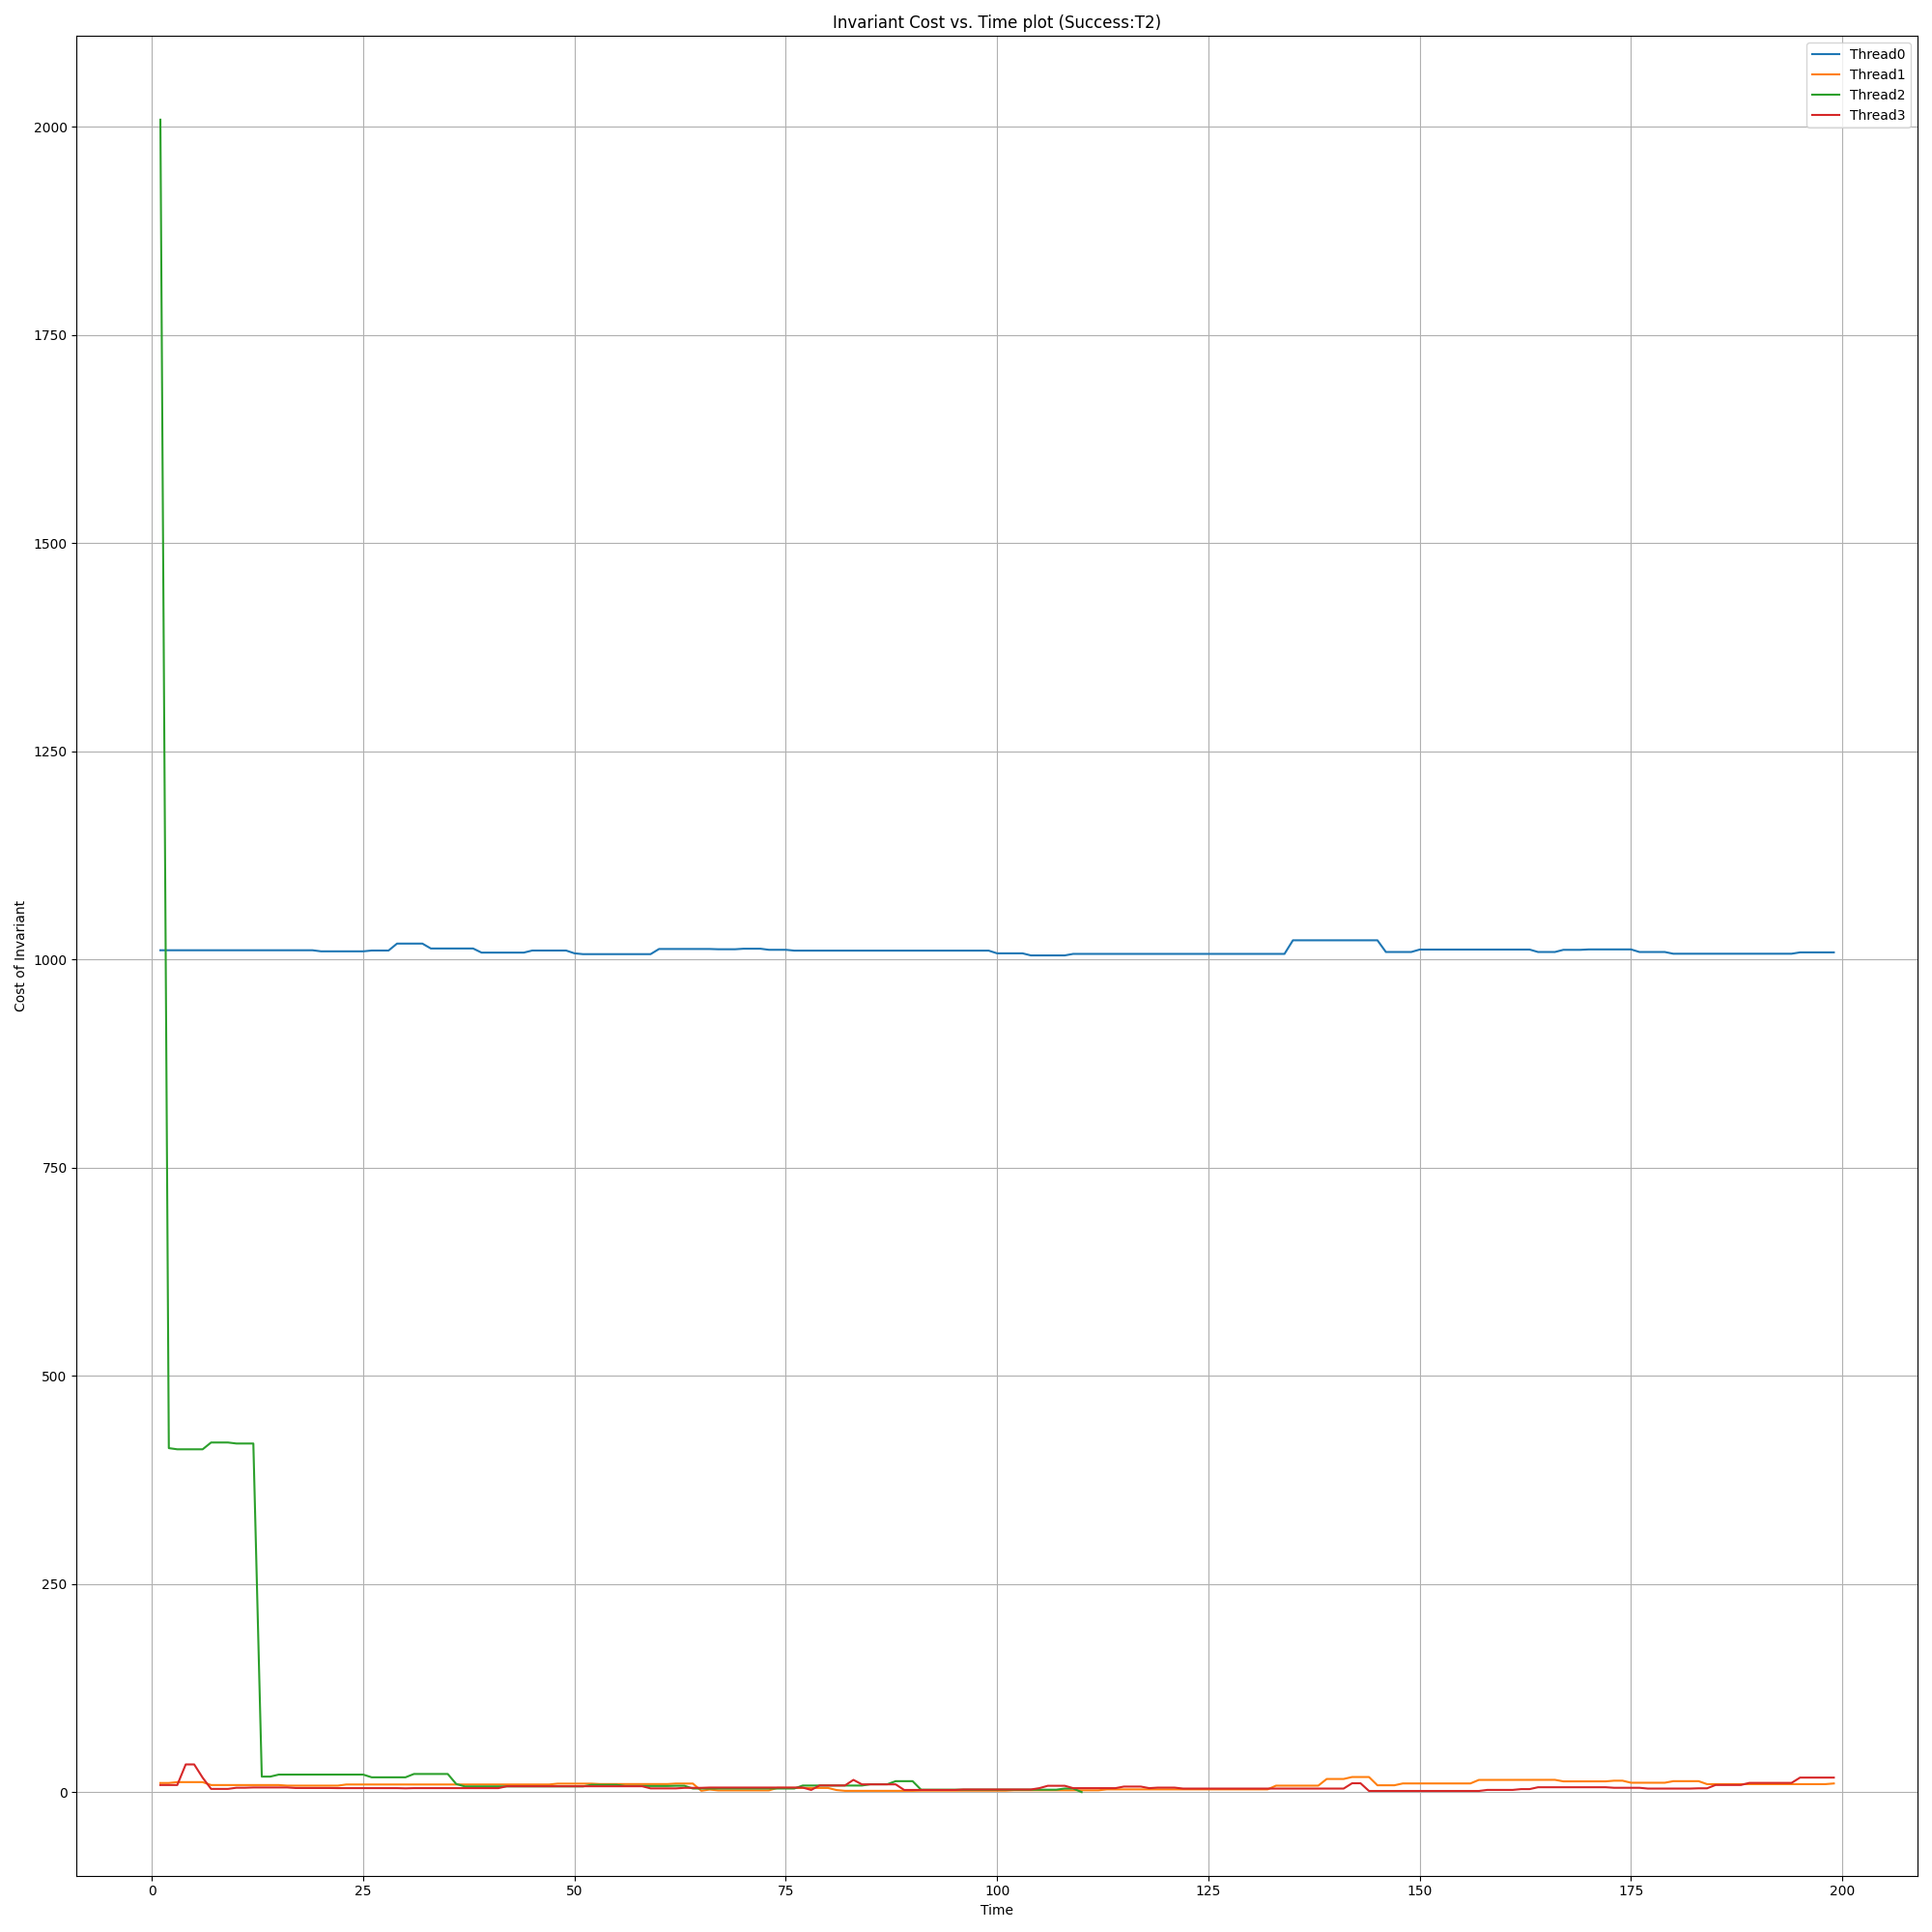 Invariant Cost vs. Time plot (Success:T2)
Thread0
Thread1
Thread2
Thread3
2000
1750
1500
1250
1000
750
500
250
0
Cost of Invariant
0 25 50 75 100 125 150 175 200
Time